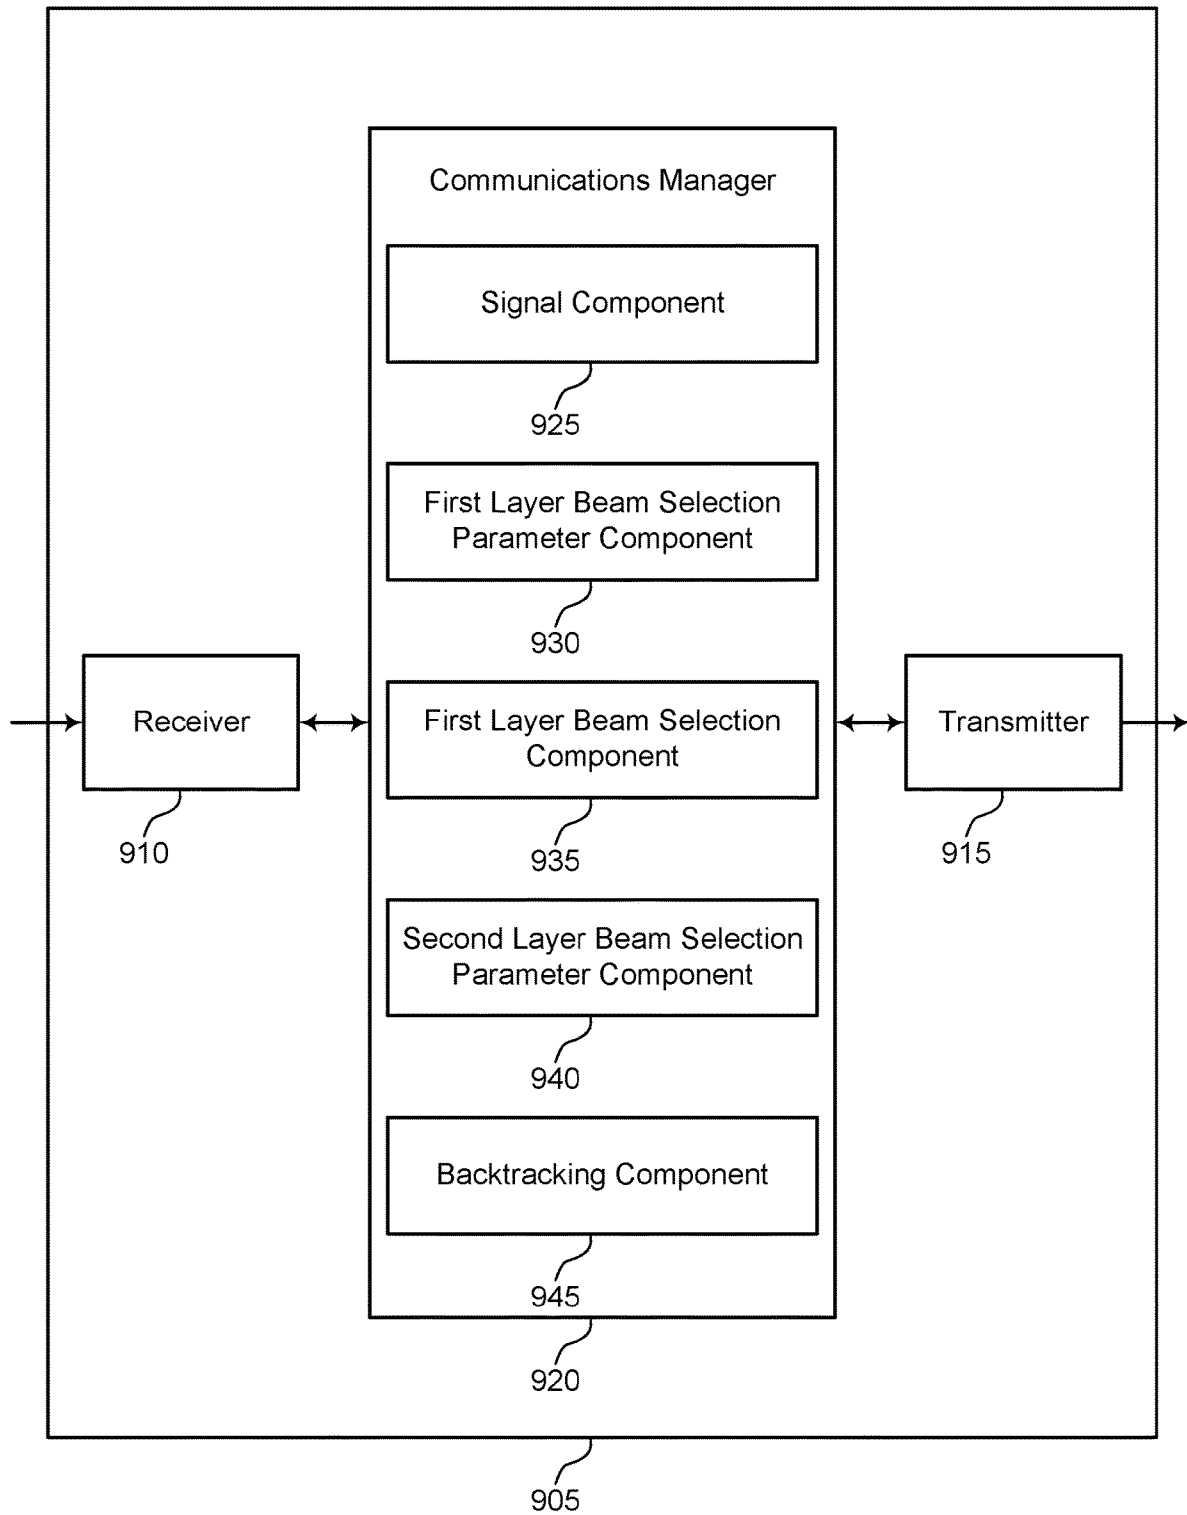 Communications Manager
Signal Component
925
First Layer Beam Selection
Parameter Component
930
Receiver
910
First Layer Beam Selection
Component
935
Transmitter
915
Second Layer Beam Selection
Parameter Component
940
Backtracking Component
945
920
905